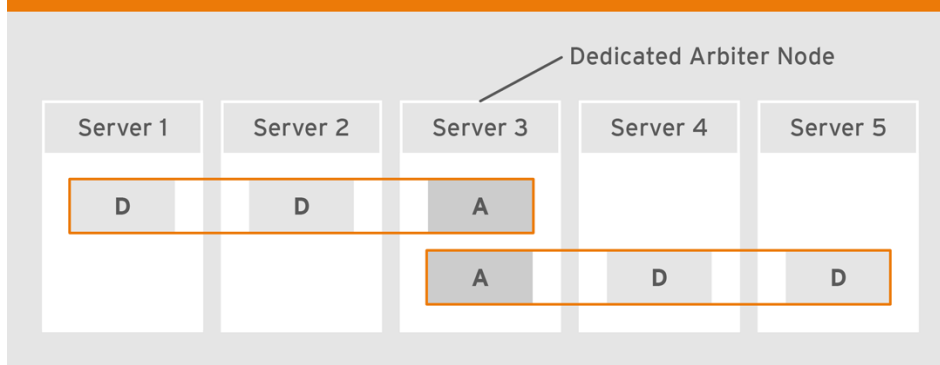 Dedicated Arbiter Node
Server 1 Server 2 Server 3 Server 4 Server 5
D D A
A D D